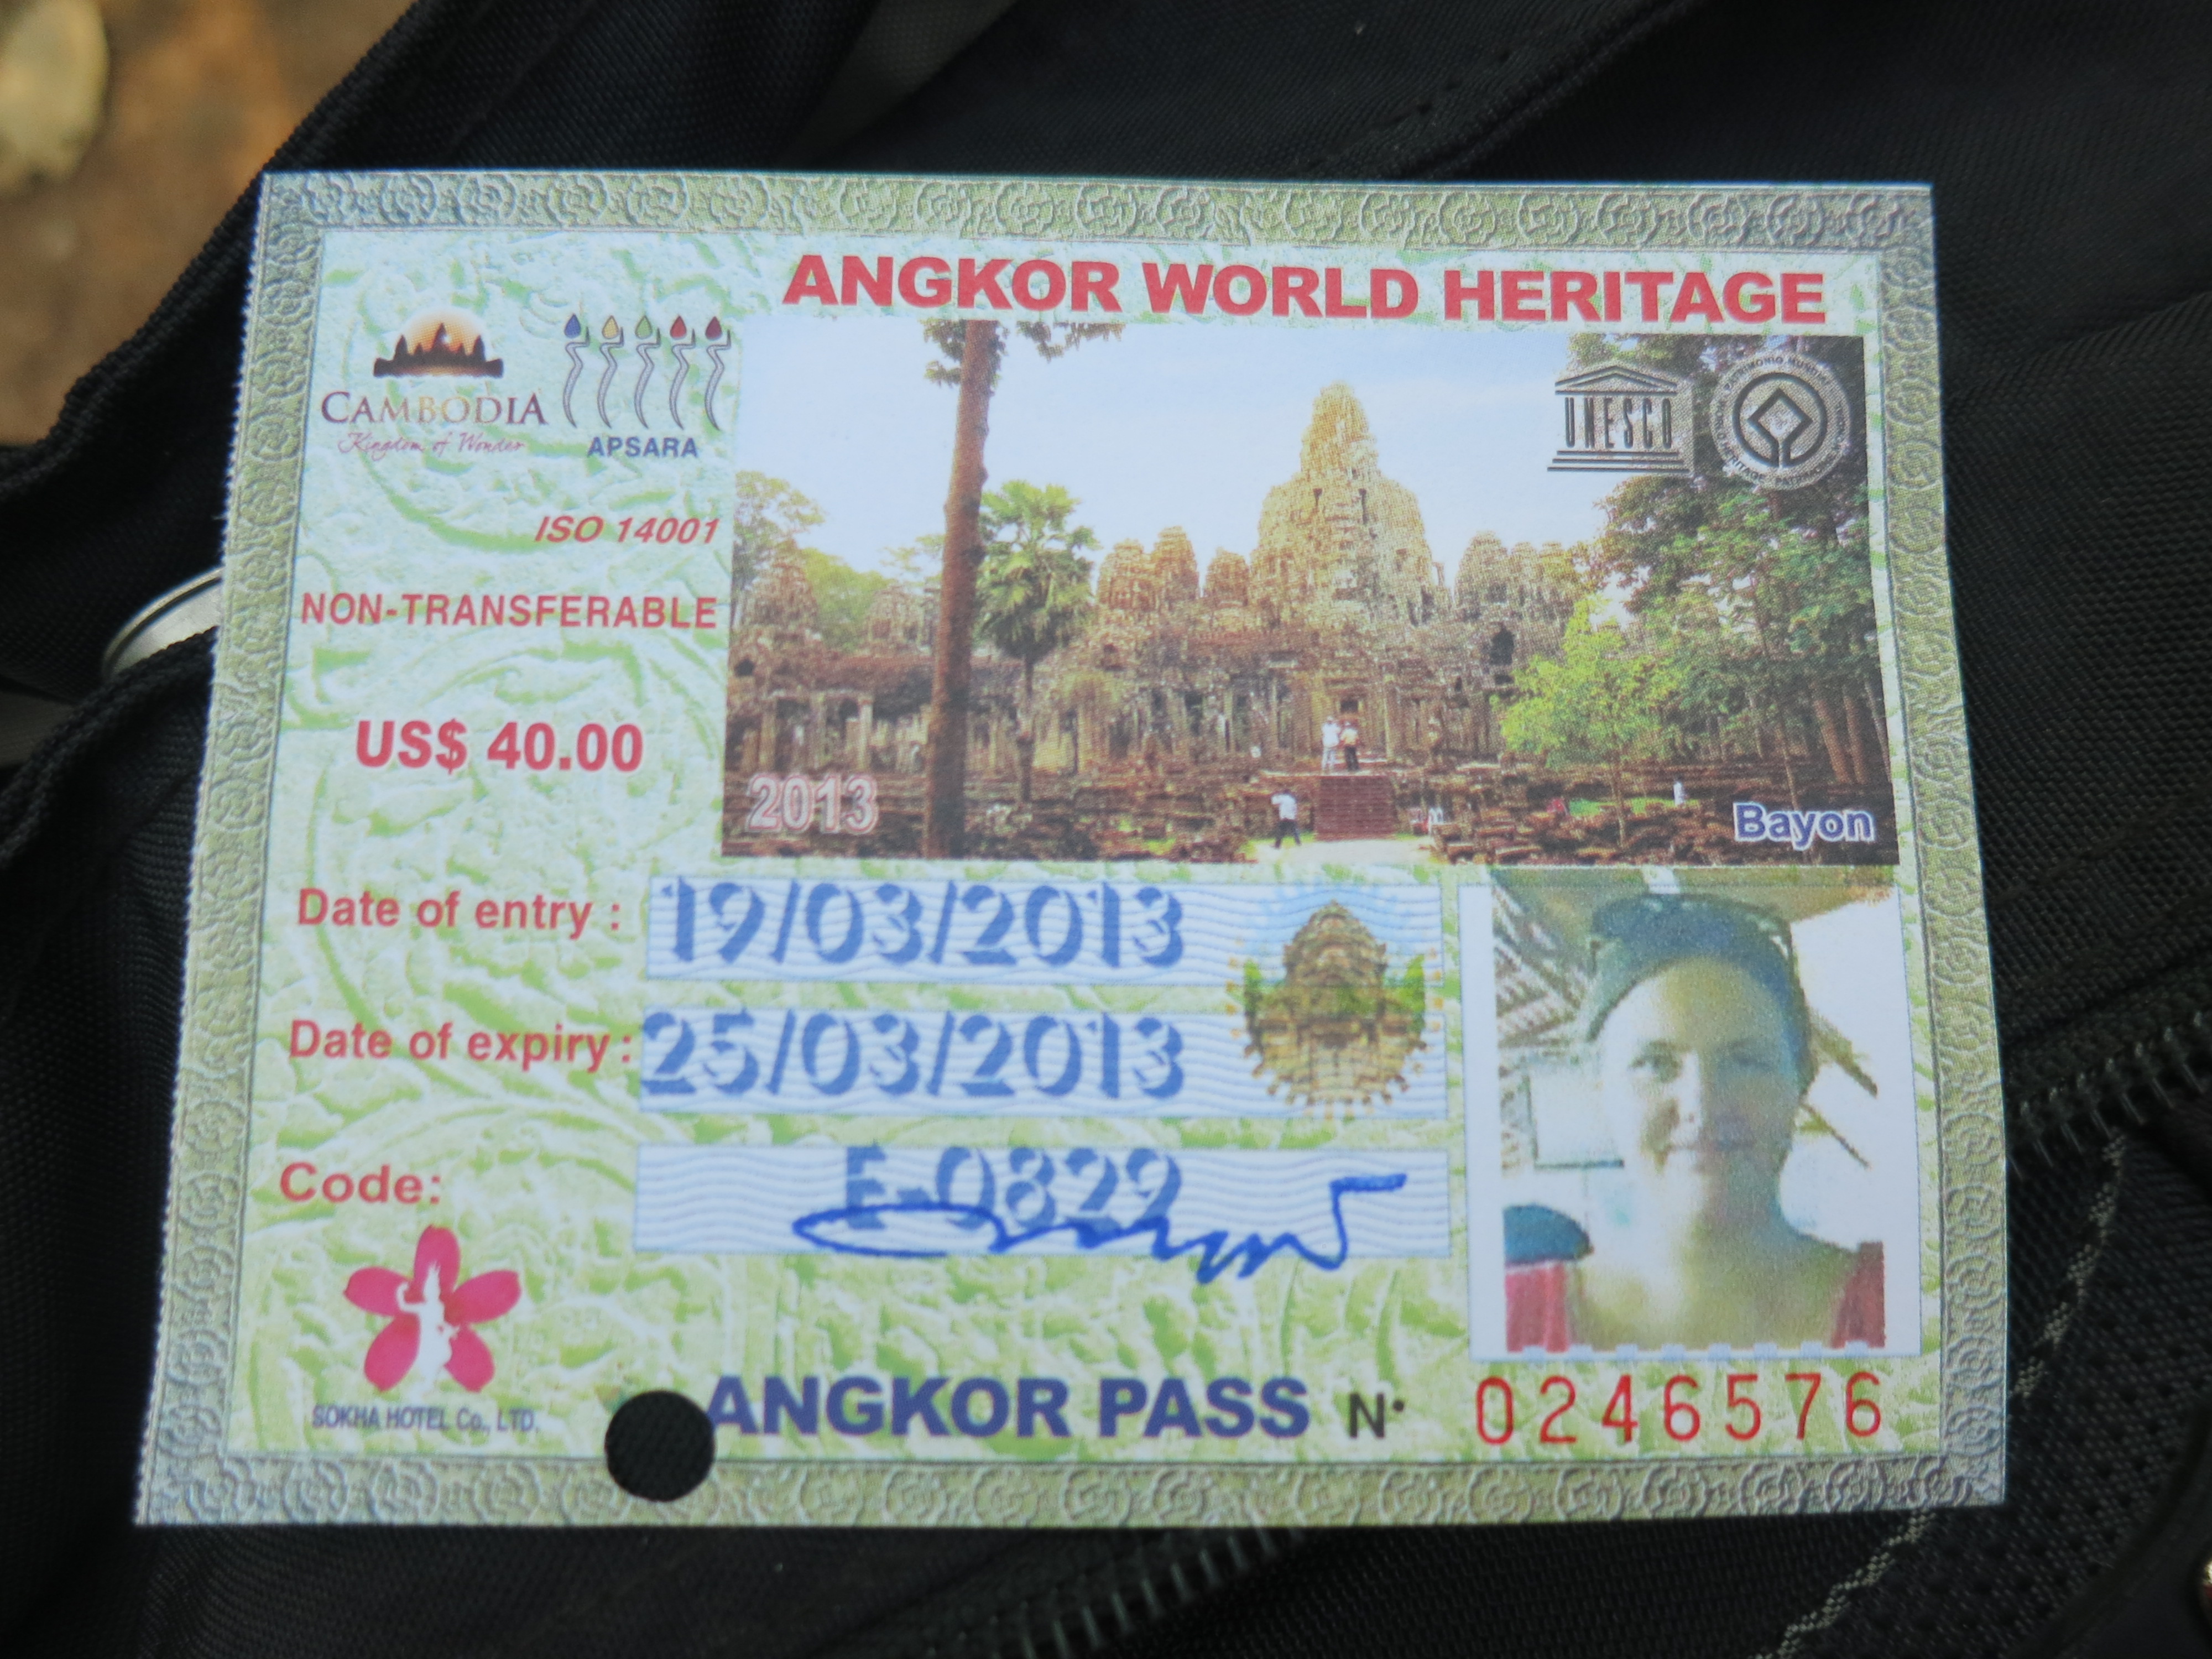 ANGKOR WORLD HERITAGE
CAMBODIA
Kingdom of Wonder
APSARA
UNESCO
ISO 14001
NON-TRANSFERABLE
US$ 40.00
2013
Bayon
Date of entry : 19/03/2013
Date of expiry : 25/03/2013
Code: E-0829
SOKHA HOTEL Co., LTD.
ANGKOR PASS N° 0246576